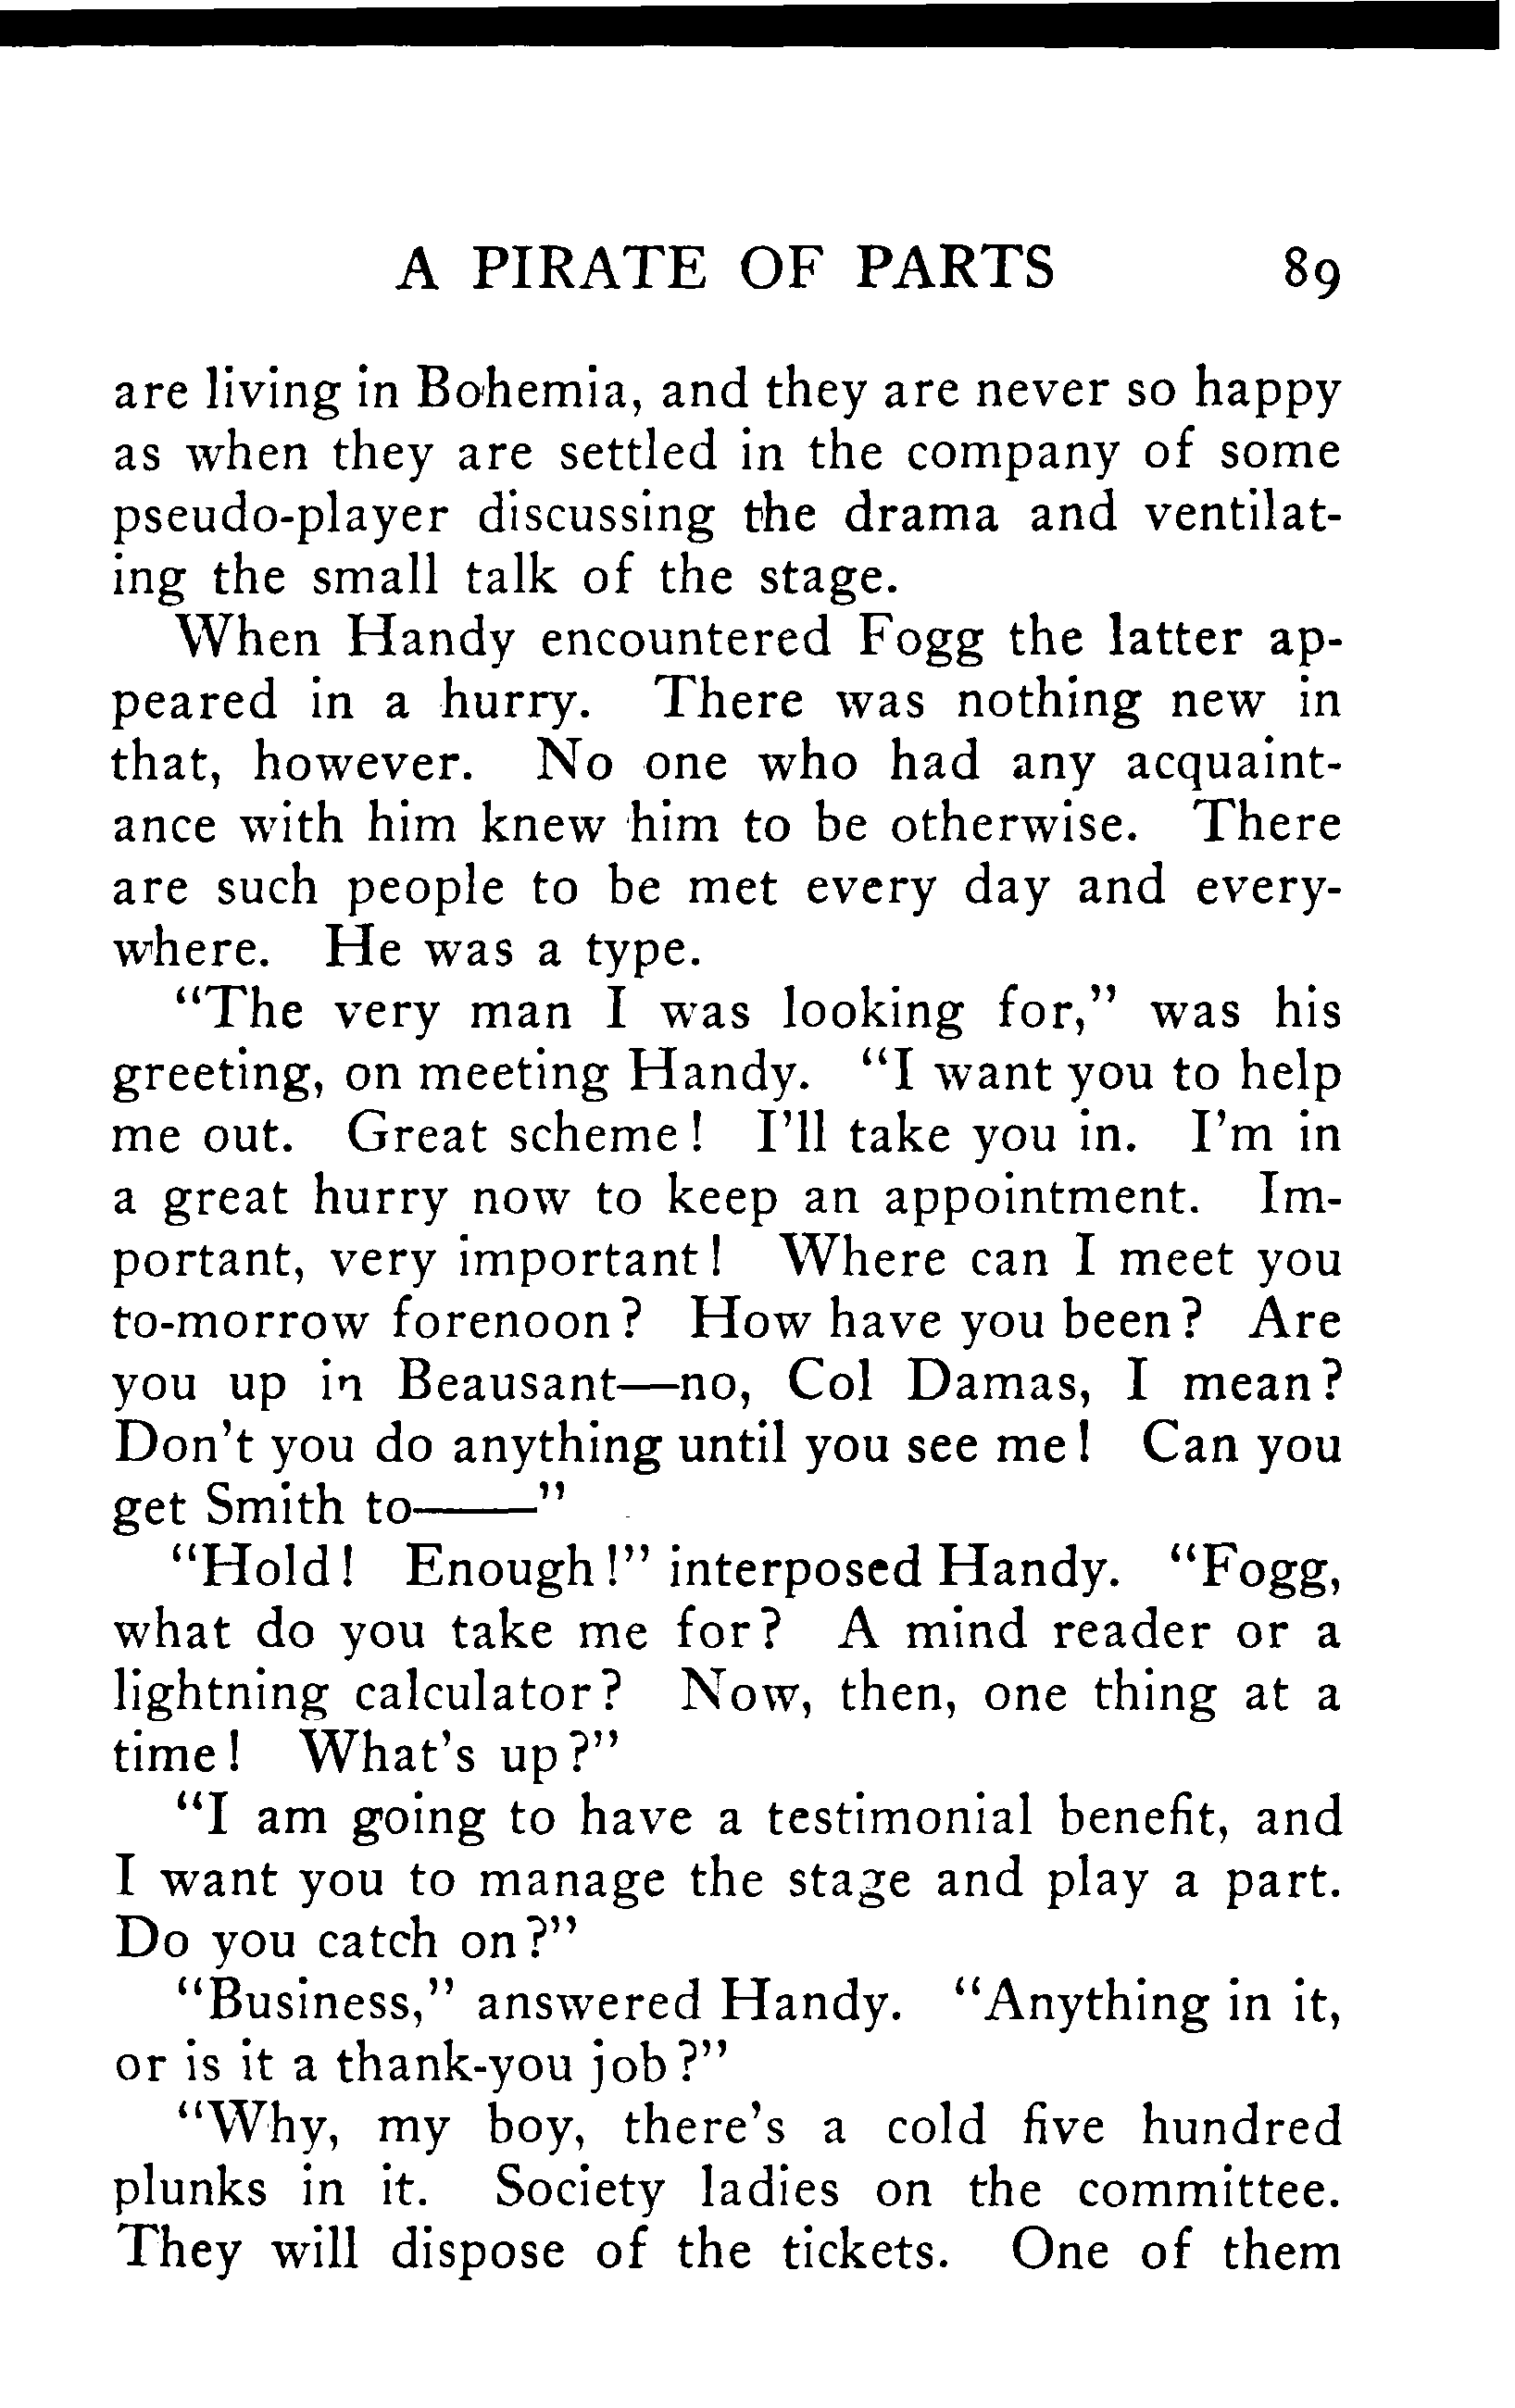 A PIRATE OF PARTS 89
are living in Bohemia, and they are never so happy
as when they are settled in the company of some
pseudo-player discussing the drama and ventilat-
ing the small talk of the stage.
When Handy encountered Fogg the latter ap-
peared in a hurry. There was nothing new in
that, however. No one who had any acquaint-
ance with him knew him to be otherwise. There
are such people to be met every day and every-
where. He was a type.
“The very man I was looking for,” was his
greeting, on meeting Handy. “I want you to help
me out. Great scheme! I’ll take you in. I’m in
a great hurry now to keep an appointment. Im-
portant, very important! Where can I meet you
to-morrow forenoon? How have you been? Are
you up in Beausant—no, Col Damas, I mean?
Don’t you do anything until you see me! Can you
get Smith to——”
“Hold! Enough!” interposed Handy. “Fogg,
what do you take me for? A mind reader or a
lightning calculator? Now, then, one thing at a
time! What’s up?”
“I am going to have a testimonial benefit, and
I want you to manage the stage and play a part.
Do you catch on?”
“Business,” answered Handy. “Anything in it,
or is it a thank-you job?”
“Why, my boy, there’s a cold five hundred
plunks in it. Society ladies on the committee.
They will dispose of the tickets. One of them